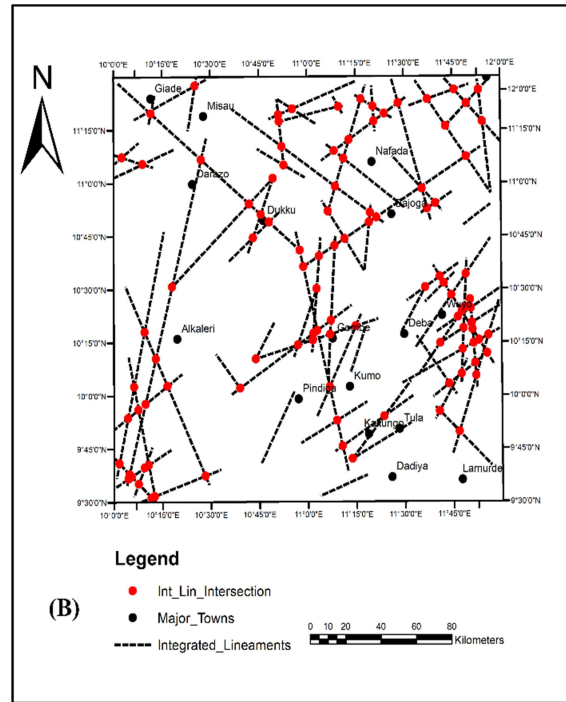 N
10°0'0"E 10°15'0"E 10°30'0"E 10°45'0"E 11°0'0"E 11°15'0"E 11°30'0"E 11°45'0"E 12°0'0"E
12°0'0"N
Giade
Misau
11°15'0"N 11°15'0"N
Nafada
11°0'0"N 11°0'0"N
Darazo
Dukku
Bajoga
10°45'0"N 10°45'0"N
10°30'0"N 10°30'0"N
Wuyo
Alkaleri
Gombe
Deba
10°15'0"N 10°15'0"N
Kumo
10°0'0"N 10°0'0"N
Pindiga
Kaltungo
Tula
9°45'0"N 9°45'0"N
Dadiya
Lamurde
9°30'0"N 9°30'0"N
10°0'0"E 10°15'0"E 10°30'0"E 10°45'0"E 11°0'0"E 11°15'0"E 11°30'0"E 11°45'0"E
Legend
Int_Lin_Intersection
(B)
Major_Towns
Integrated_Lineaments
0 10 20 40 60 80
Kilometers